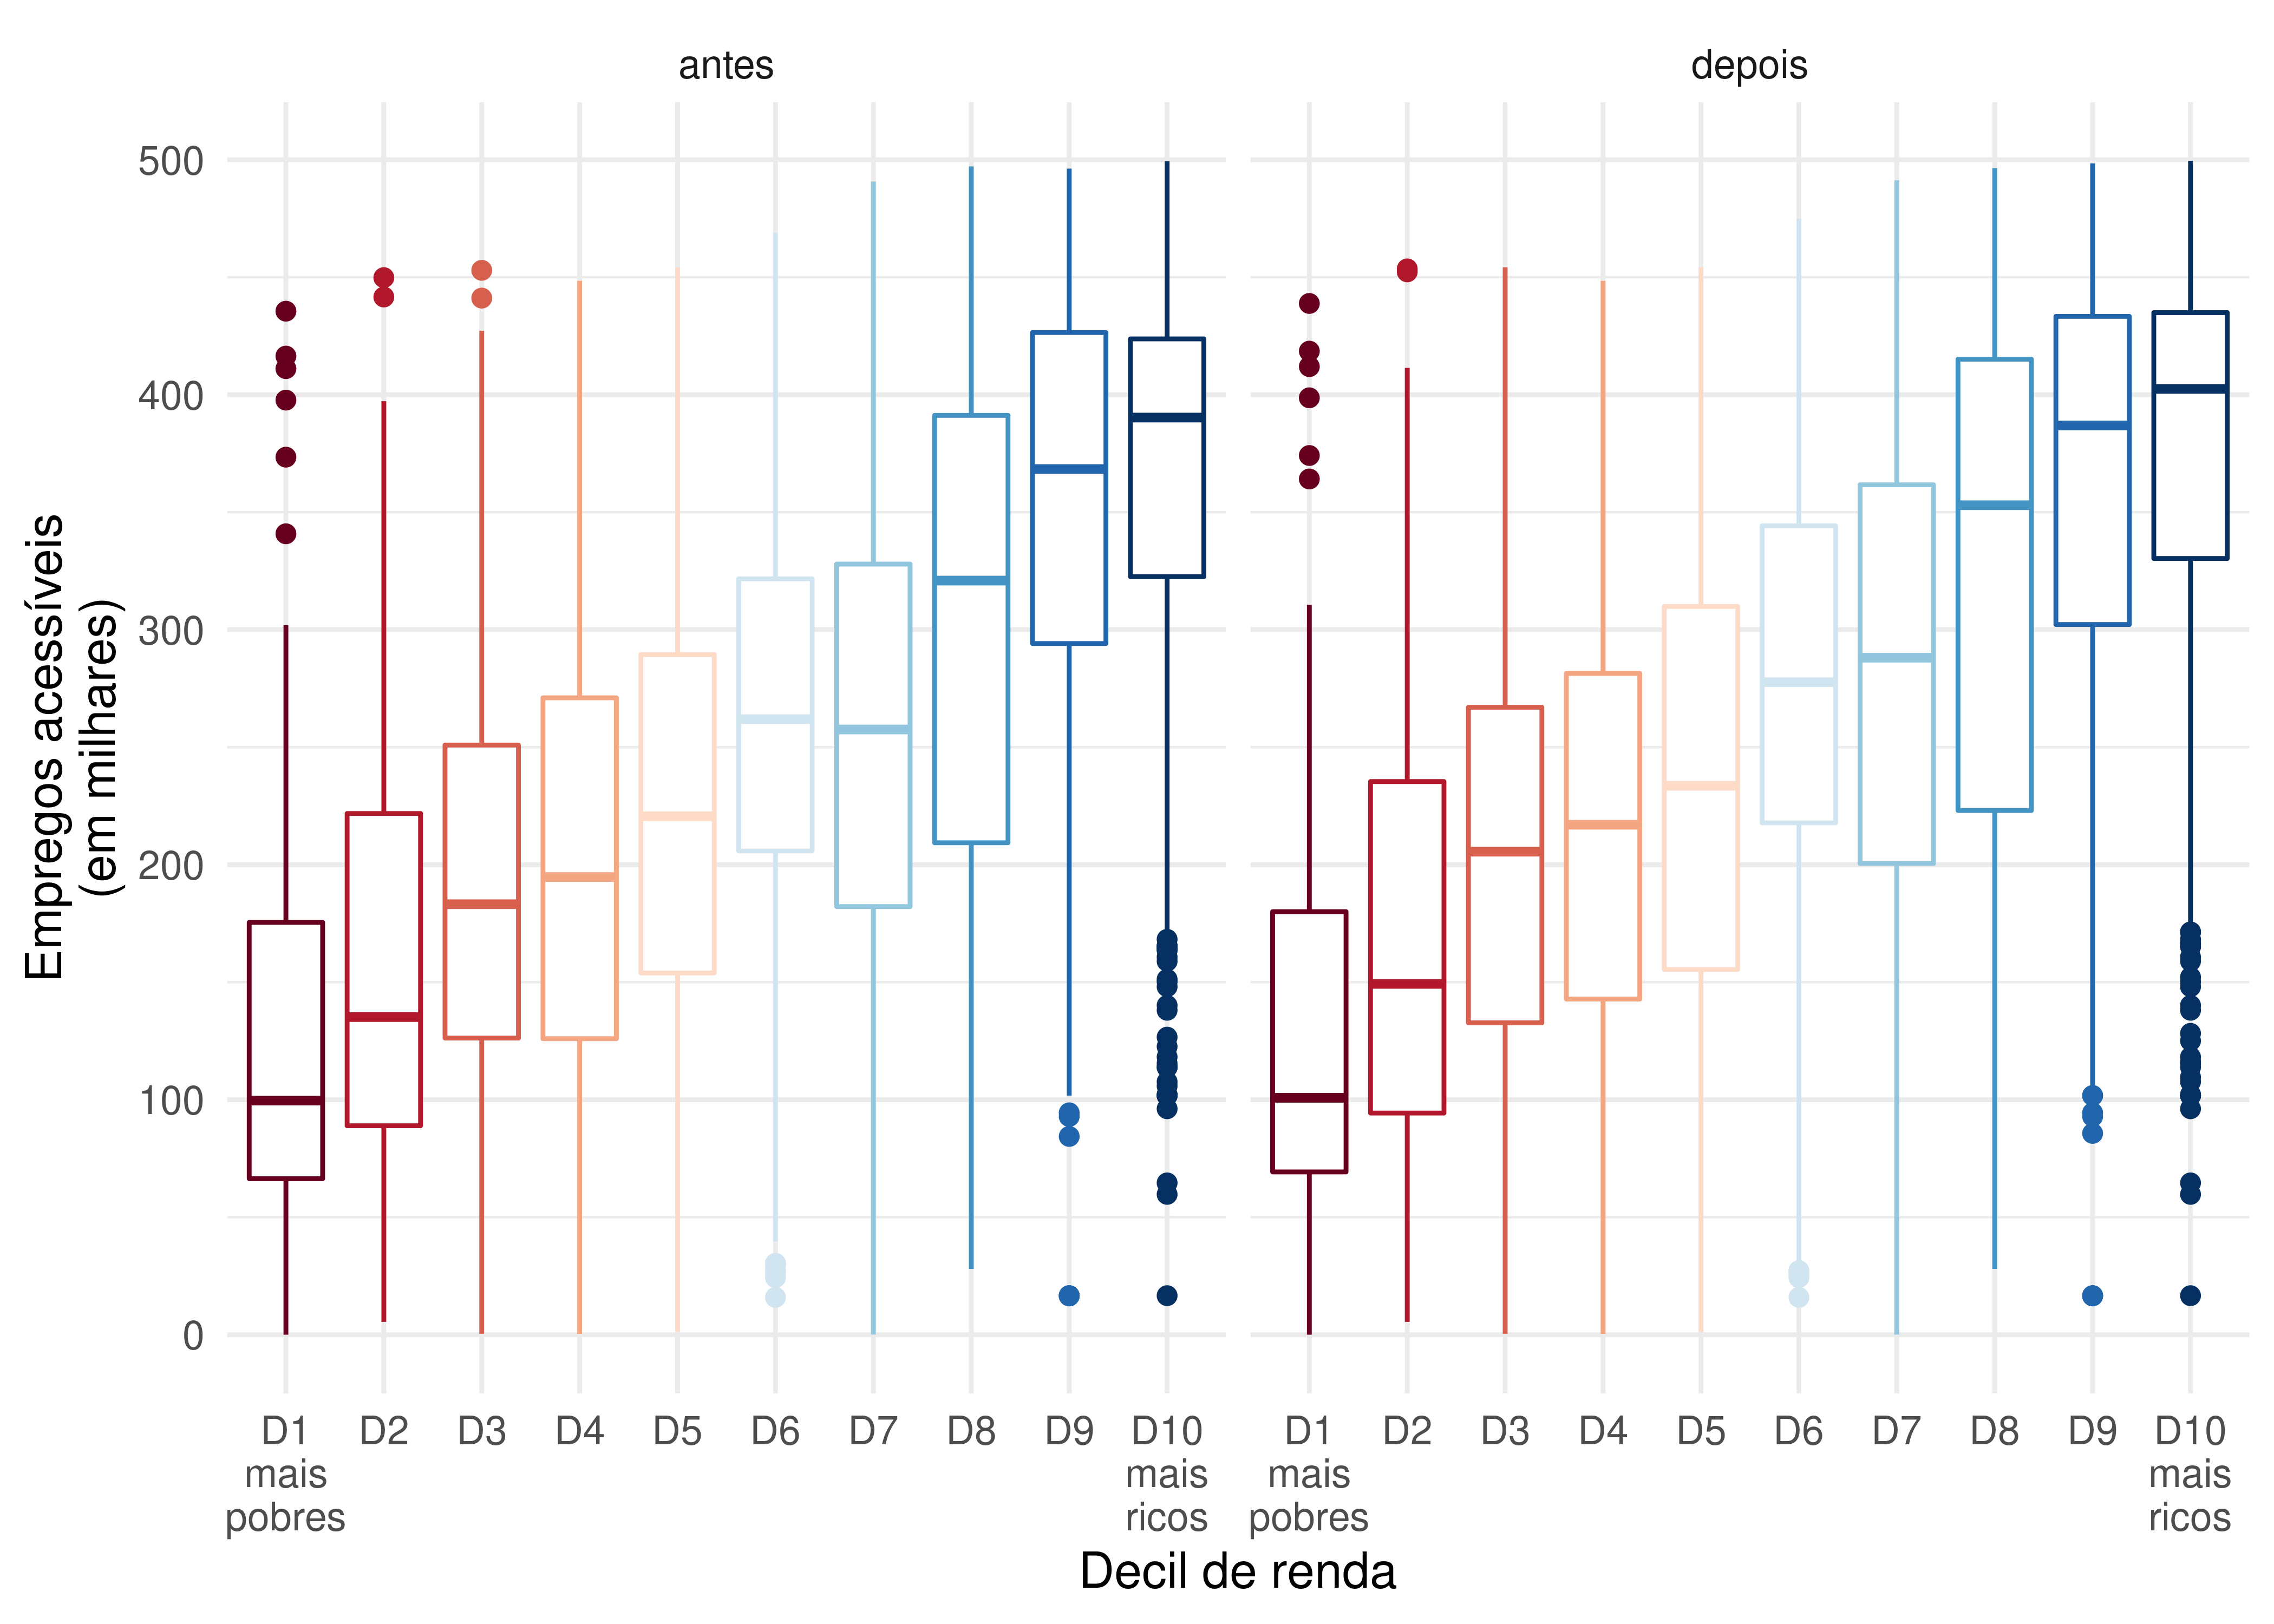 antes
depois
Empregos acessíveis
(em milhares)
500
400
300
200
100
0
D1
mais
pobres
D2
D3
D4
D5
D6
D7
D8
D9
D10
mais
ricos
D1
mais
pobres
D2
D3
D4
D5
D6
D7
D8
D9
D10
mais
ricos
Decil de renda